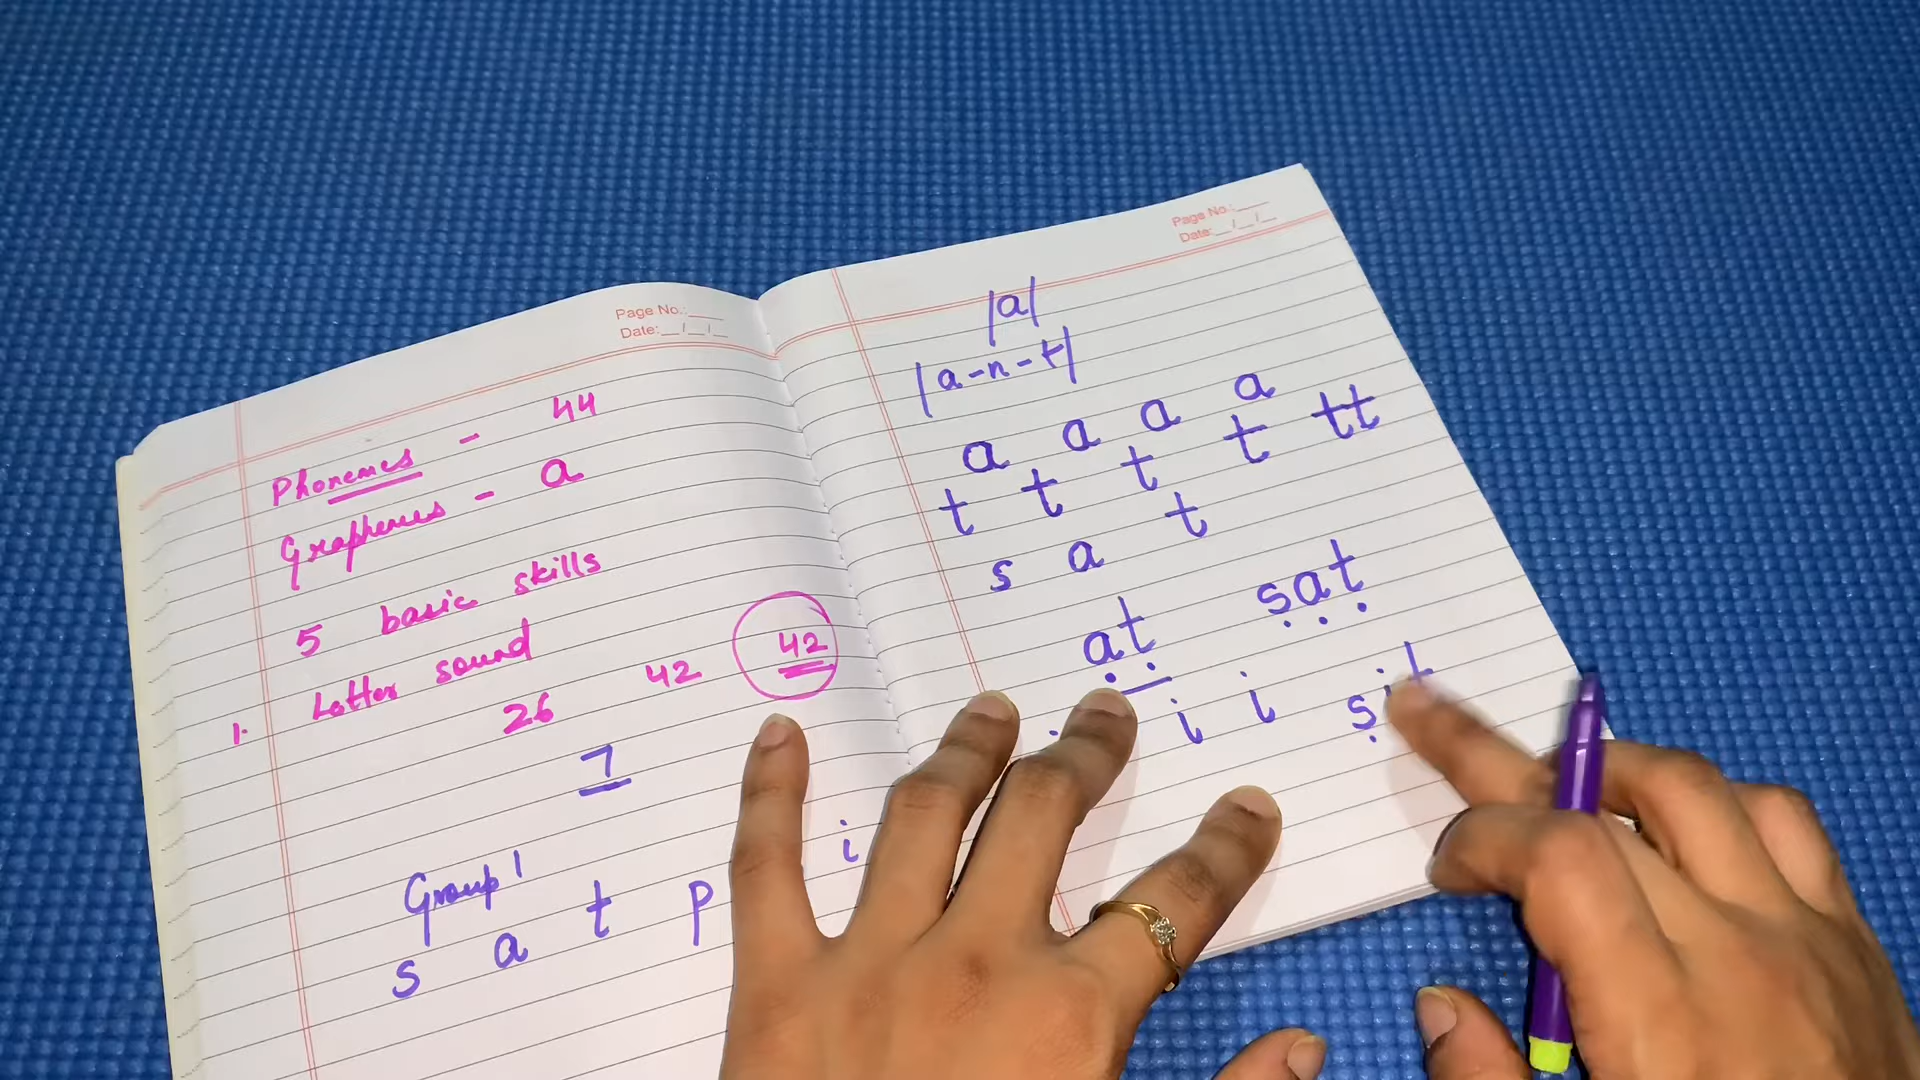 Page No.:
Date: / /
Phonemes - 44
Graphemes - a
5 basic skills
1. Letter sound
26 42 42
7
Group 1
s a t p i
Page No.:
Date: / /
/a/
/a-n-t/
a a a a
t t t t tt
s a t
at sat
i i sit